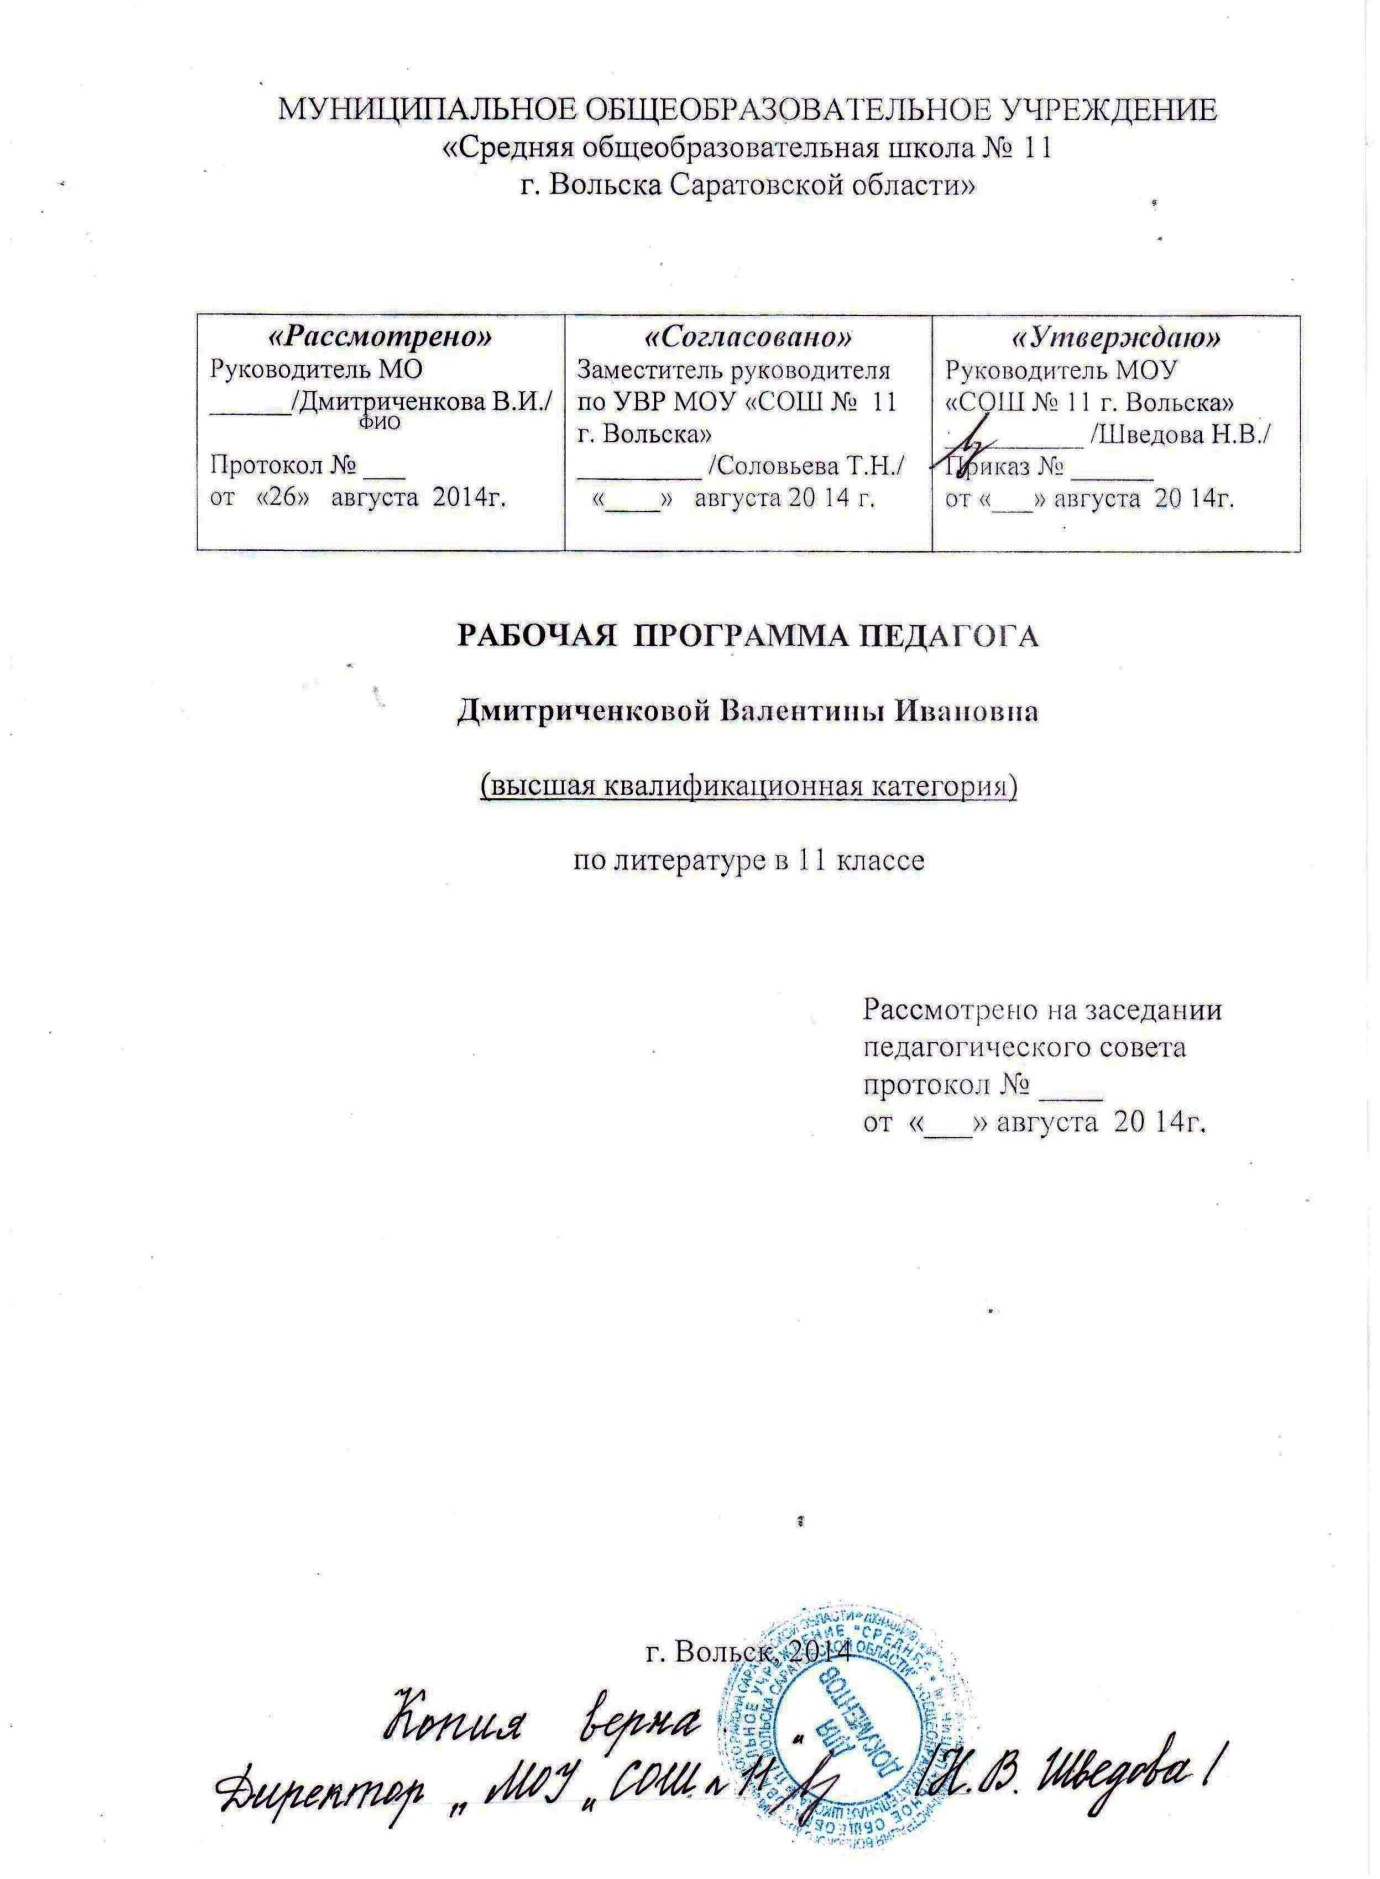 МУНИЦИПАЛЬНОЕ ОБЩЕОБРАЗОВАТЕЛЬНОЕ УЧРЕЖДЕНИЕ
«Средняя общеобразовательная школа № 11
г. Вольска Саратовской области»
«Рассмотрено»
Руководитель МО
______/Дмитриченкова В.И./
ФИО
Протокол № ___
от «26» августа 2014г.
«Согласовано»
Заместитель руководителя
по УВР МОУ «СОШ № 11
г. Вольска»
_________ /Соловьева Т.Н./
«____» августа 20 14 г.
«Утверждаю»
Руководитель МОУ
«СОШ № 11 г. Вольска»
__________ /Шведова Н.В./
Приказ № ______
от «___» августа 20 14г.
РАБОЧАЯ ПРОГРАММА ПЕДАГОГА
Дмитриченковой Валентины Ивановна
(высшая квалификационная категория)
по литературе в 11 классе
Рассмотрено на заседании
педагогического совета
протокол № ____
от «___» августа 20 14г.
г. Вольск, 2014
ДЛЯ
ДОКУМЕНТОВ
Копия верна
Директор „МОУ „СОШ № 11 /Н.В. Шведова/